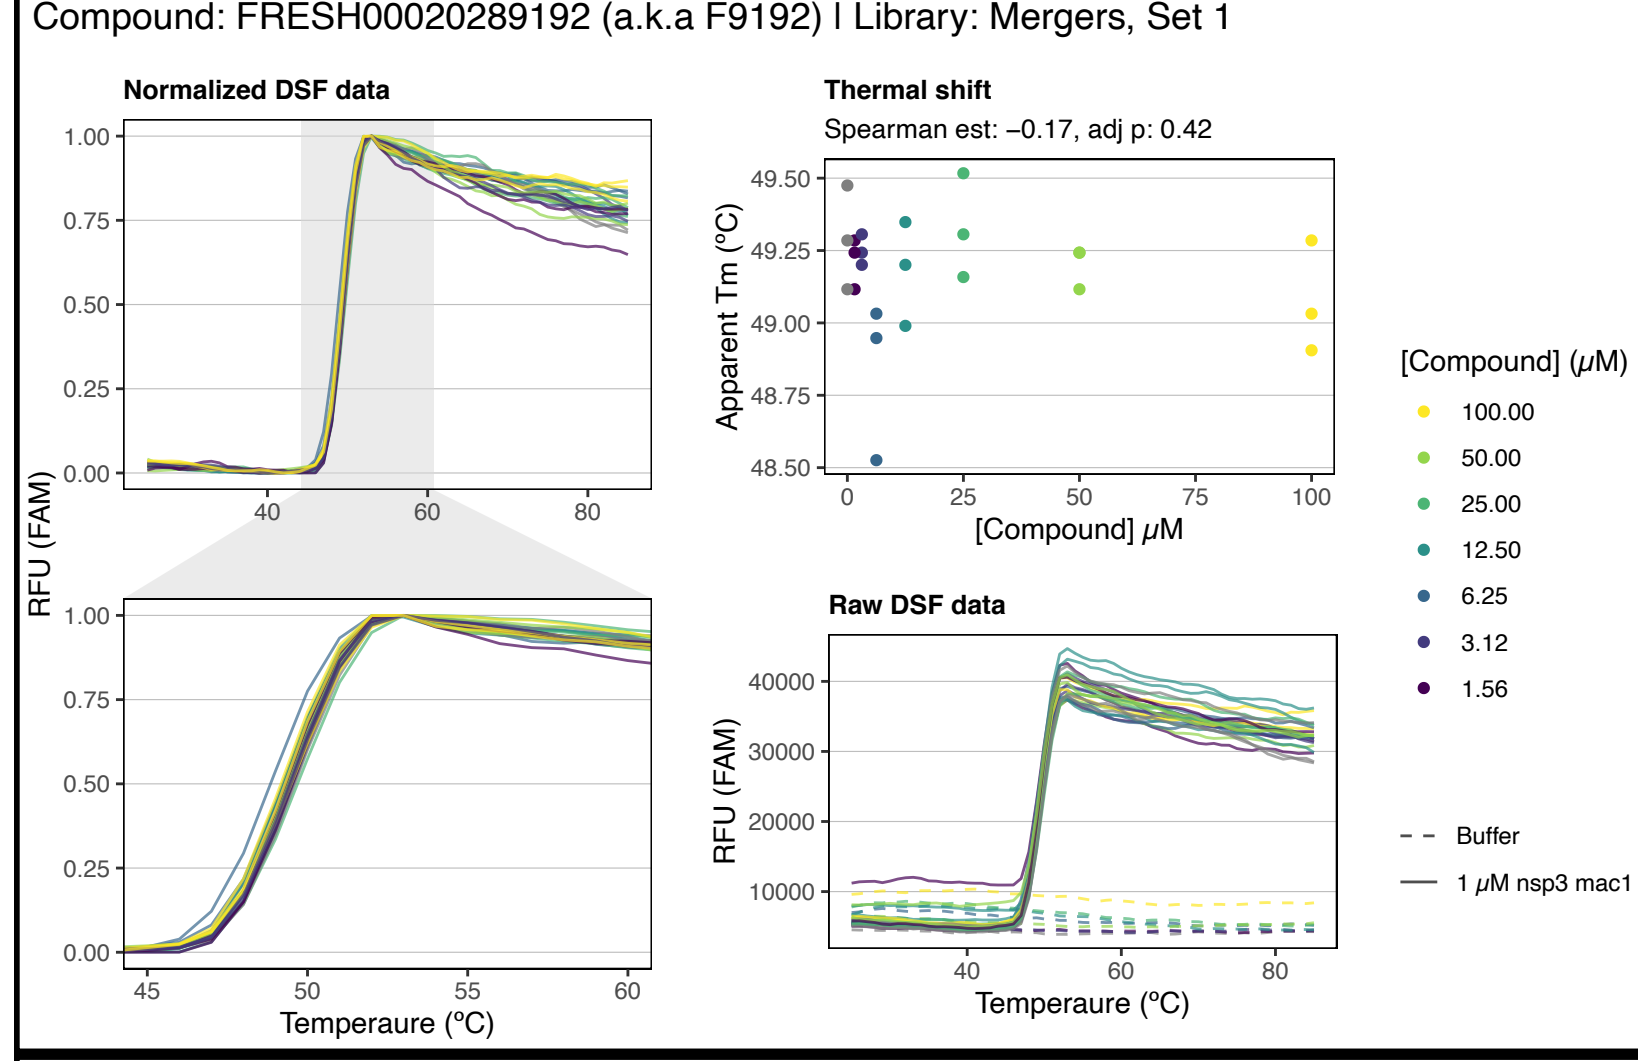 Compound: FRESH00020289192 (a.k.a F9192) | Library: Mergers, Set 1
Normalized DSF data
1.00
0.75
0.50
0.25
0.00
40
60
80
RFU (FAM)
1.00
0.75
0.50
0.25
0.00
45
50
55
60
Temperaure (ºC)
Thermal shift
Spearman est: −0.17, adj p: 0.42
49.50
49.25
49.00
48.75
48.50
Apparent Tm (ºC)
0
25
50
75
100
[Compound] µM
Raw DSF data
40000
30000
20000
10000
RFU (FAM)
40
60
80
Temperaure (ºC)
[Compound] (µM)
100.00
50.00
25.00
12.50
6.25
3.12
1.56
Buffer
1 µM nsp3 mac1